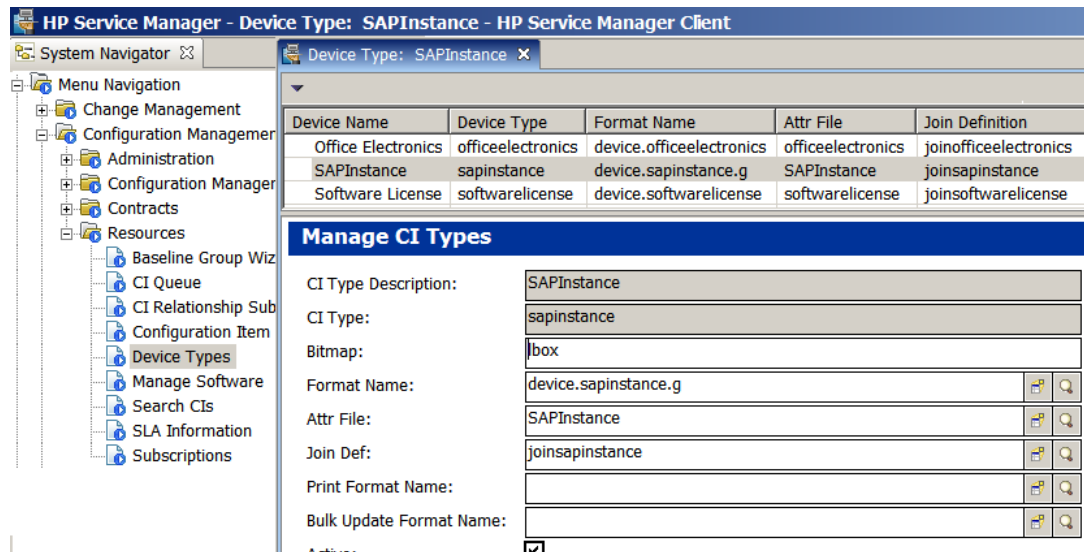 HP Service Manager - Device Type: SAPInstance - HP Service Manager Client
System Navigator
Menu Navigation
Change Management
Configuration Managemen
Administration
Configuration Manager
Contracts
Resources
Baseline Group Wiz
CI Queue
CI Relationship Sub
Configuration Item
Device Types
Manage Software
Search CIs
SLA Information
Subscriptions
Device Type: SAPInstance
Device Name Device Type Format Name Attr File Join Definition
Office Electronics officeelectronics device.officeelectronics officeelectronics joinofficeelectronics
SAPInstance sapinstance device.sapinstance.g SAPInstance joinsapinstance
Software License softwarelicense device.softwarelicense softwarelicense joinsoftwarelicense
Manage CI Types
CI Type Description: SAPInstance
CI Type: sapinstance
Bitmap: lbox
Format Name: device.sapinstance.g
Attr File: SAPInstance
Join Def: joinsapinstance
Print Format Name:
Bulk Update Format Name:
Active: